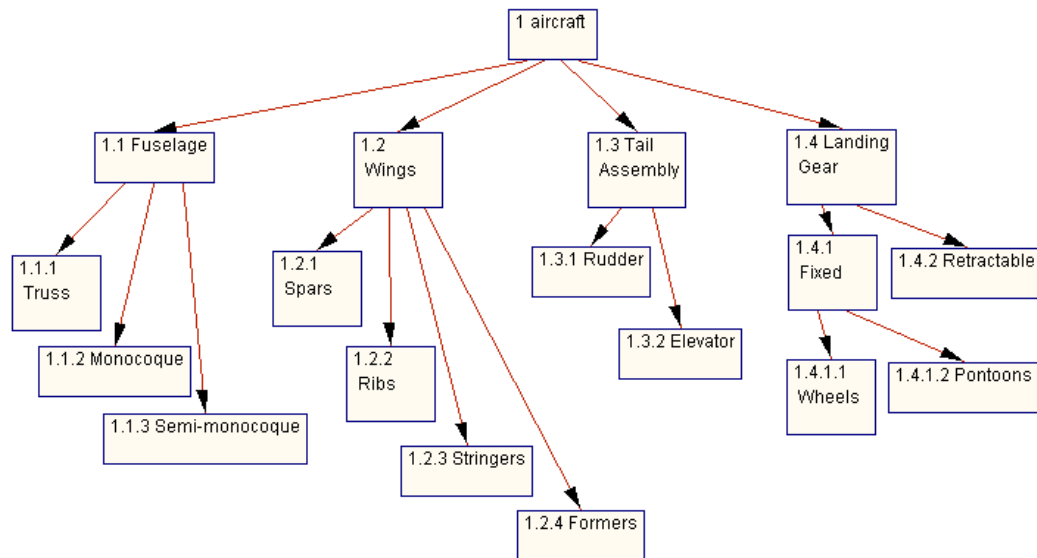 1 aircraft
1.1 Fuselage
1.2
Wings
1.3 Tail
Assembly
1.4 Landing
Gear
1.1.1
Truss
1.2.1
Spars
1.3.1 Rudder
1.4.1
Fixed
1.4.2 Retractable
1.1.2 Monocoque
1.2.2
Ribs
1.3.2 Elevator
1.4.1.1
Wheels
1.4.1.2 Pontoons
1.1.3 Semi-monocoque
1.2.3 Stringers
1.2.4 Formers